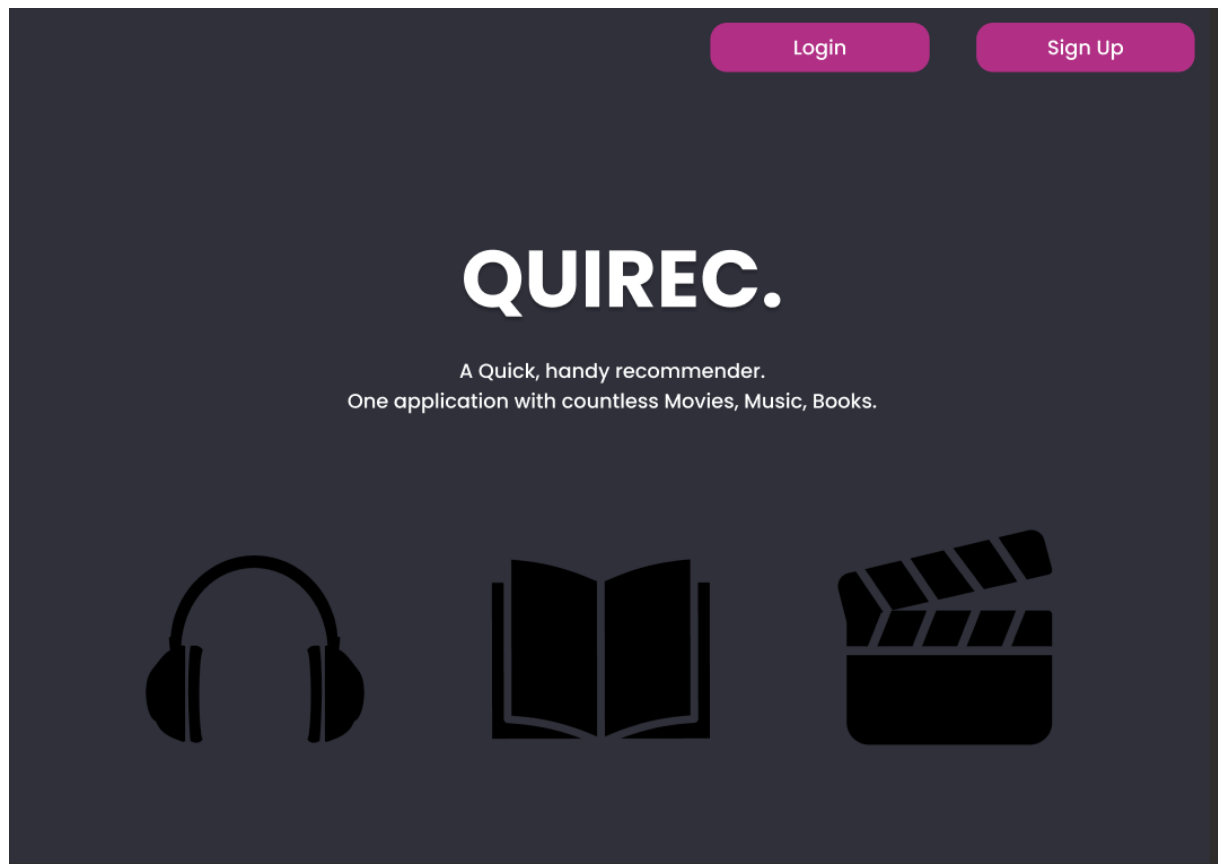 Login
Sign Up
QUIREC.
A Quick, handy recommender.
One application with countless Movies, Music, Books.